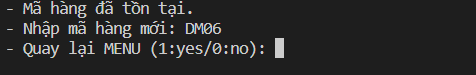 - Mã hàng đã tồn tại.
- Nhập mã hàng mới: DM06
- Quay lại MENU (1:yes/0:no):